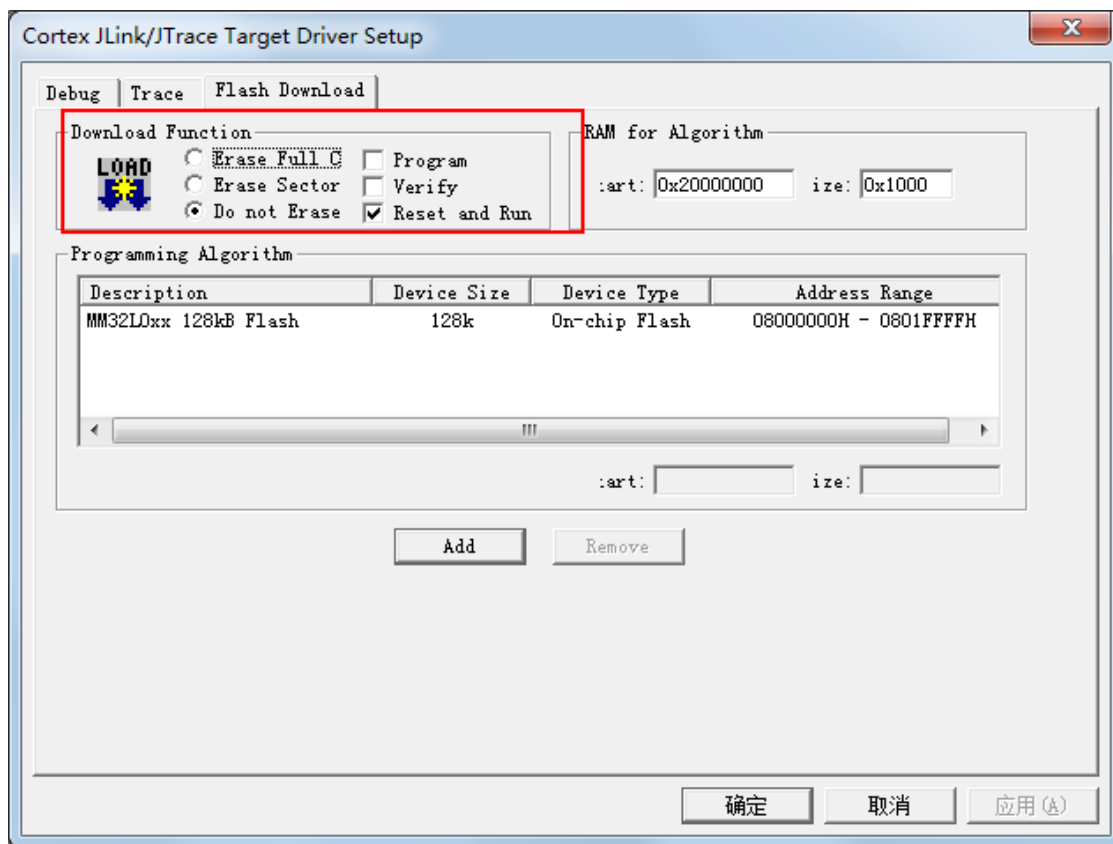 Cortex JLink/JTrace Target Driver Setup
Debug Trace Flash Download
Download Function
LOAD
Erase Full C Program
Erase Sector Verify
Do not Erase Reset and Run
RAM for Algorithm
:art: 0x20000000 ize: 0x1000
Programming Algorithm
Description Device Size Device Type Address Range
MM32L0xx 128kB Flash 128k On-chip Flash 08000000H - 0801FFFFH
:art: ize:
Add Remove
确定 取消 应用(A)